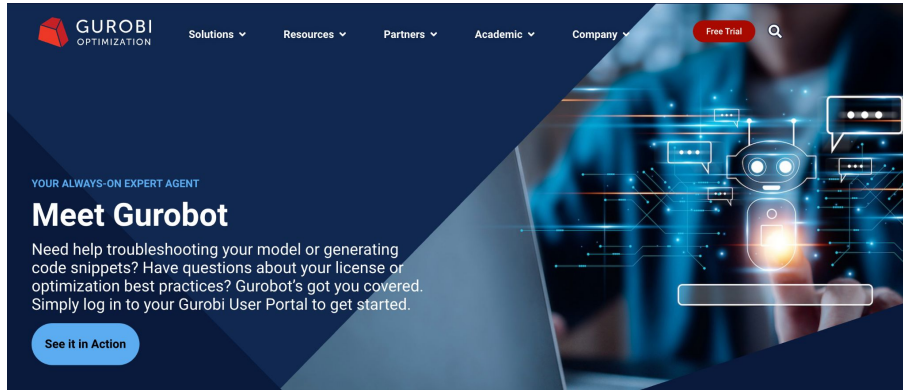 GUROBI
OPTIMIZATION
Solutions
Resources
Partners
Academic
Company
Free Trial
YOUR ALWAYS-ON EXPERT AGENT
Meet Gurobot
Need help troubleshooting your model or generating
code snippets? Have questions about your license or
optimization best practices? Gurobot's got you covered.
Simply log in to your Gurobi User Portal to get started.
See it in Action